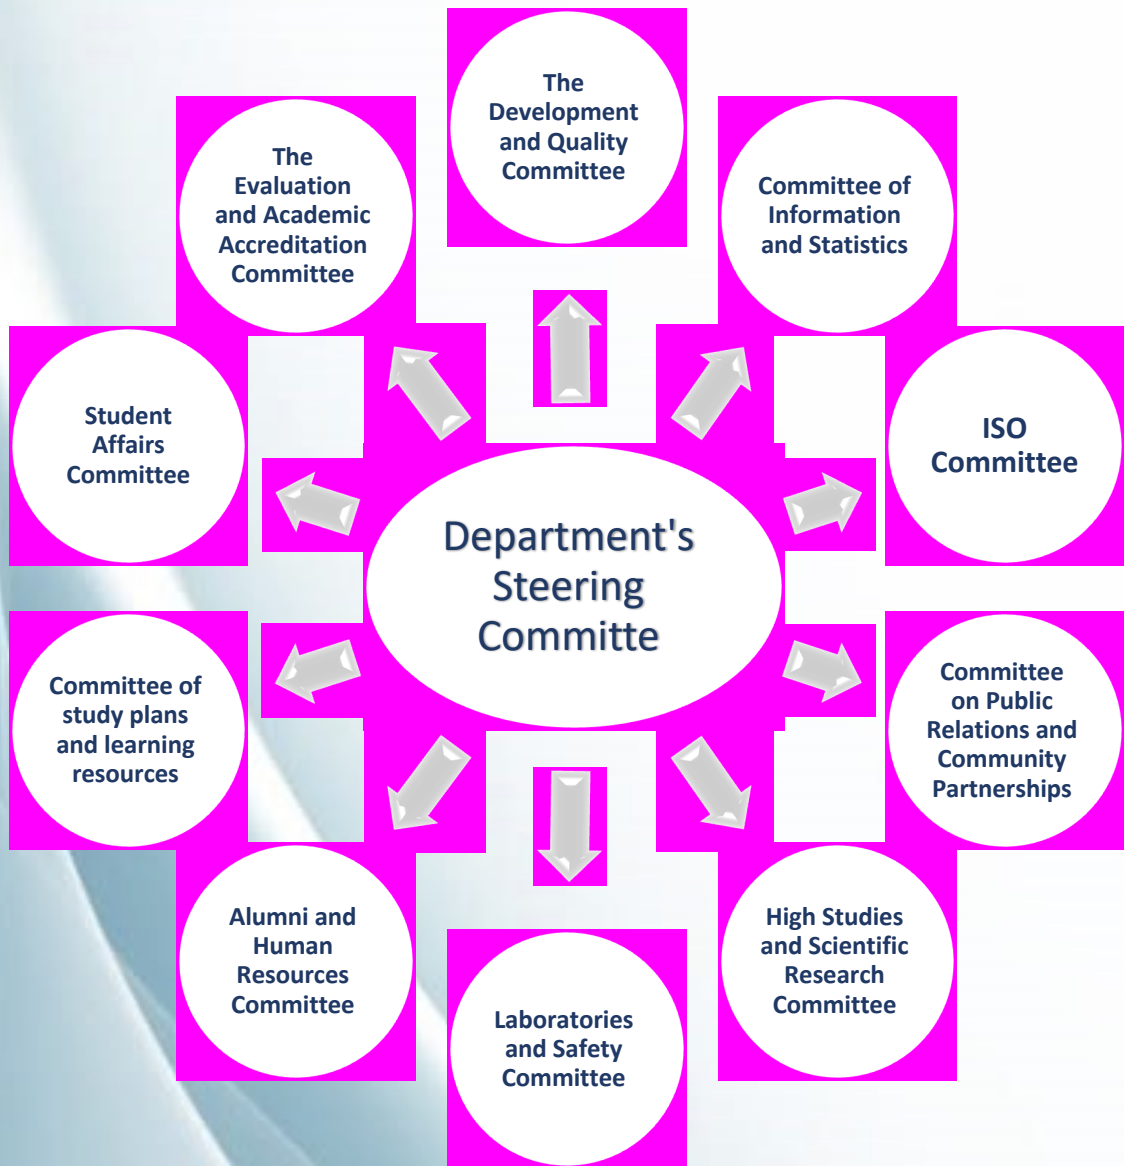 The
Development
and Quality
Committee
The
Evaluation
and Academic
Accreditation
Committee
Committee of
Information
and Statistics
Student
Affairs
Committee
ISO
Committee
Department's
Steering
Committe
Committee of
study plans
and learning
resources
Committee
on Public
Relations and
Community
Partnerships
Alumni and
Human
Resources
Committee
High Studies
and Scientific
Research
Committee
Laboratories
and Safety
Committee